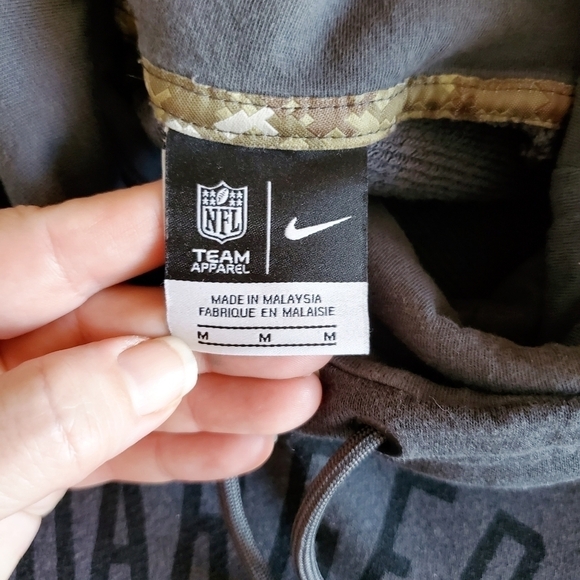 NFL
TEAM
APPAREL
MADE IN MALAYSIA
FABRIQUE EN MALAISIE
M M M